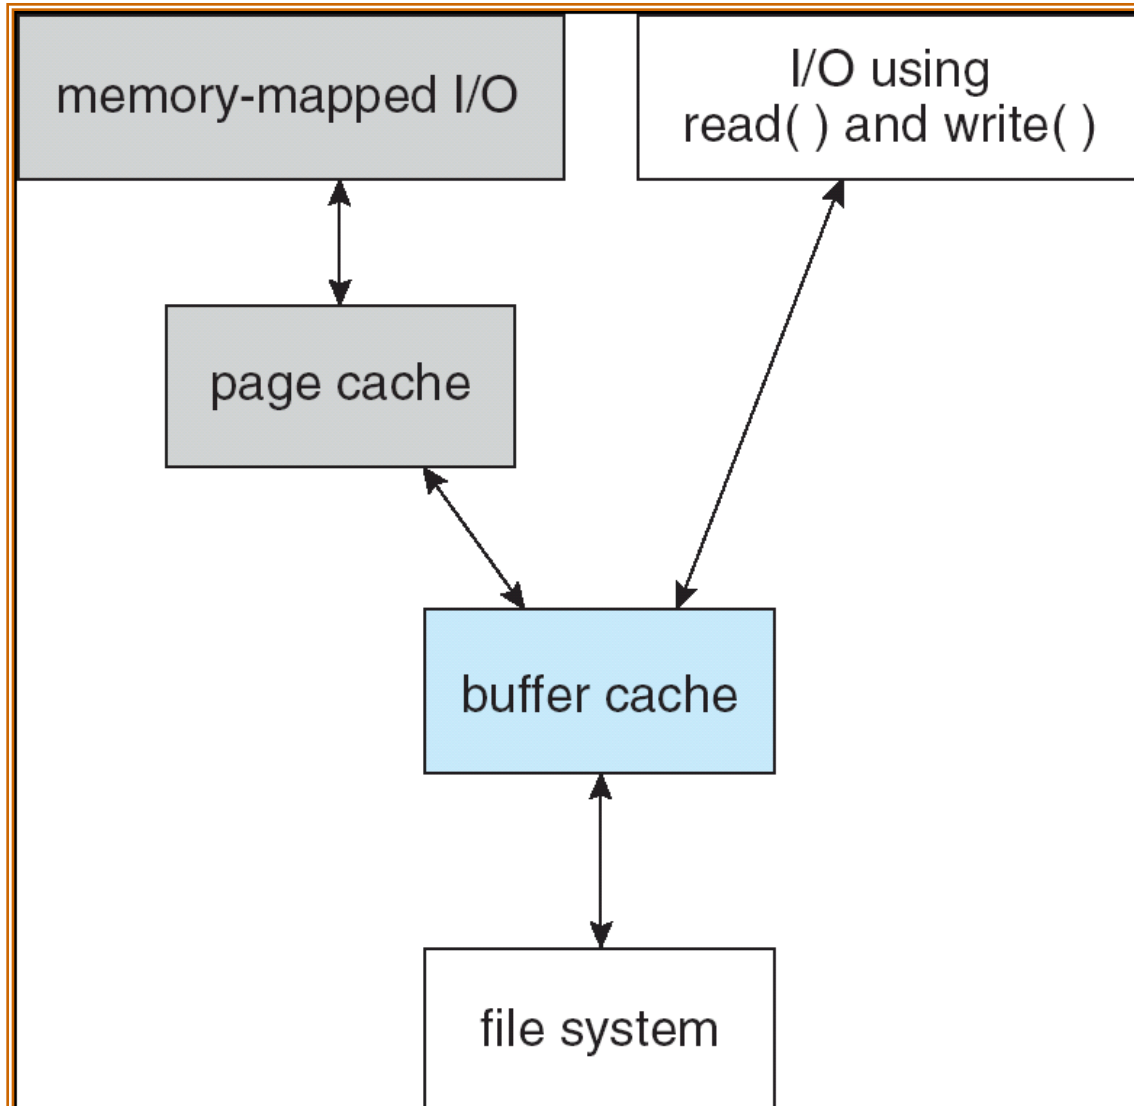 memory-mapped I/O
I/O using
read( ) and write( )
page cache
buffer cache
file system